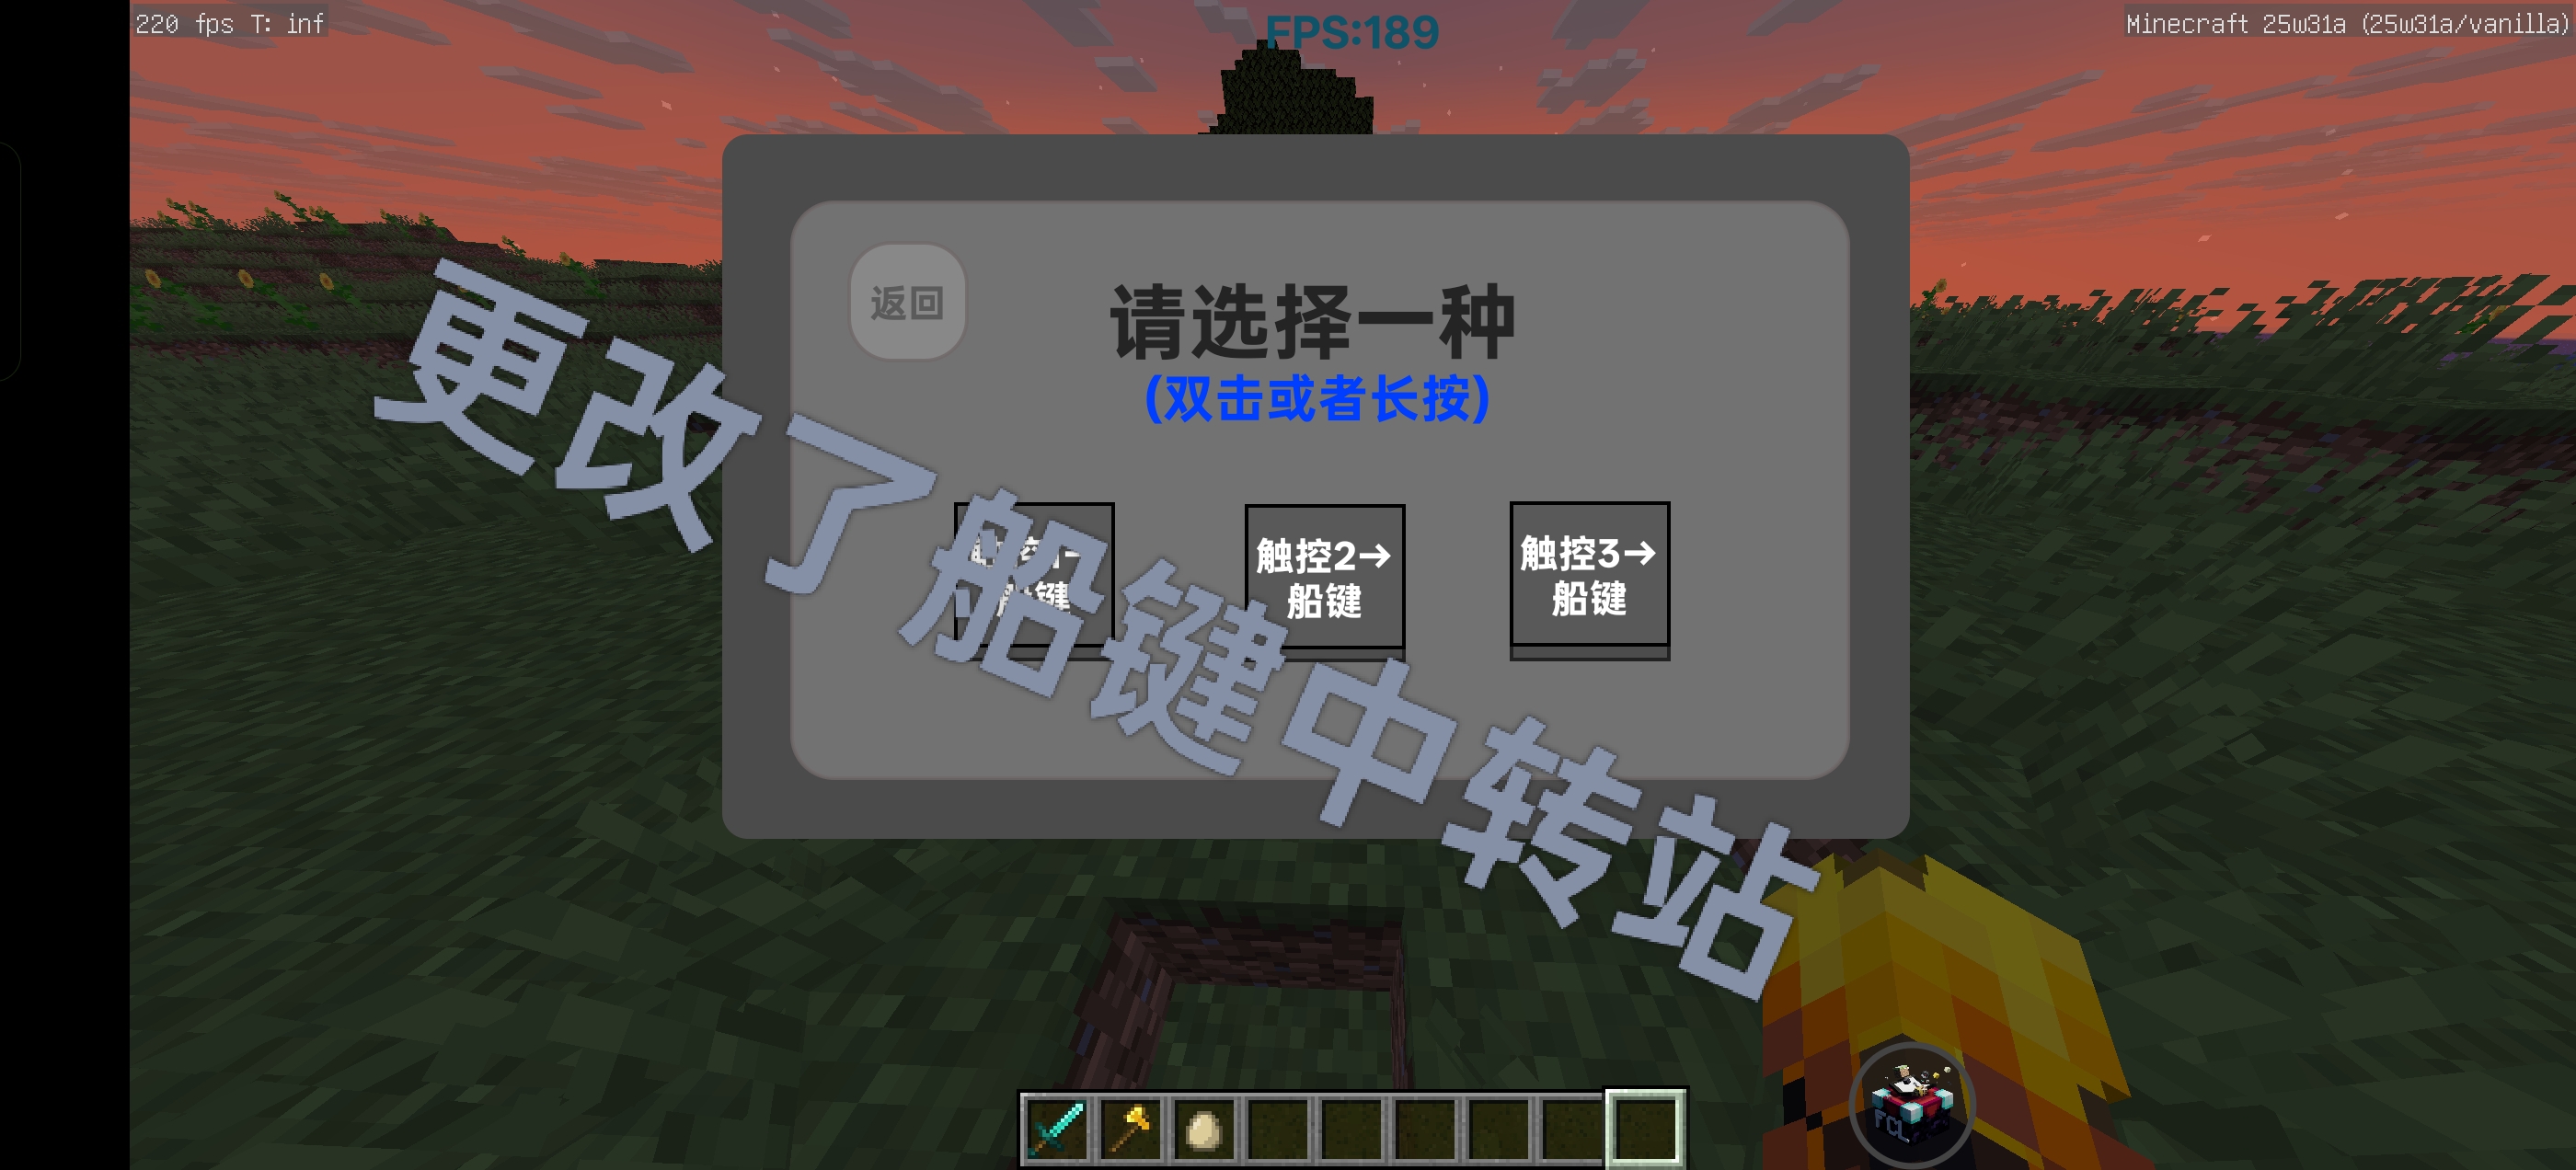 220 fps T: inf
FPS:189
Minecraft 25w31a (25w31a/vanilla)
返回
请选择一种
(双击或者长按)
更改了船键中转站
船键
触控2→
船键
触控3→
船键
FCL